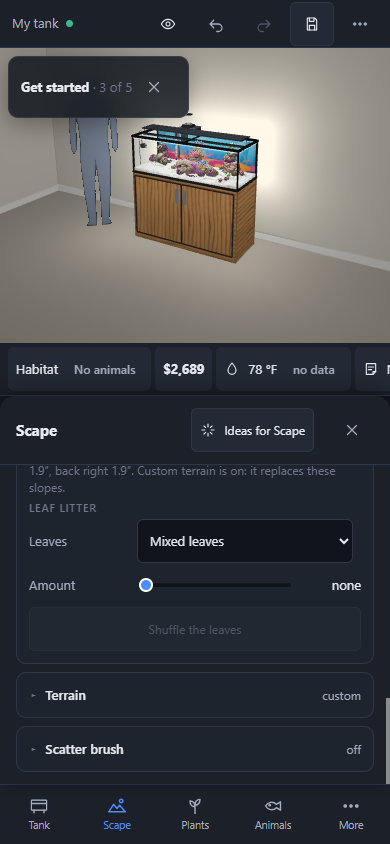 My tank
Get started · 3 of 5
Habitat No animals $2,689 78 °F no data
Scape Ideas for Scape
1.9", back right 1.9". Custom terrain is on: it replaces these
slopes.
LEAF LITTER
Leaves Mixed leaves
Amount none
Shuffle the leaves
Terrain custom
Scatter brush off
Tank Scape Plants Animals More